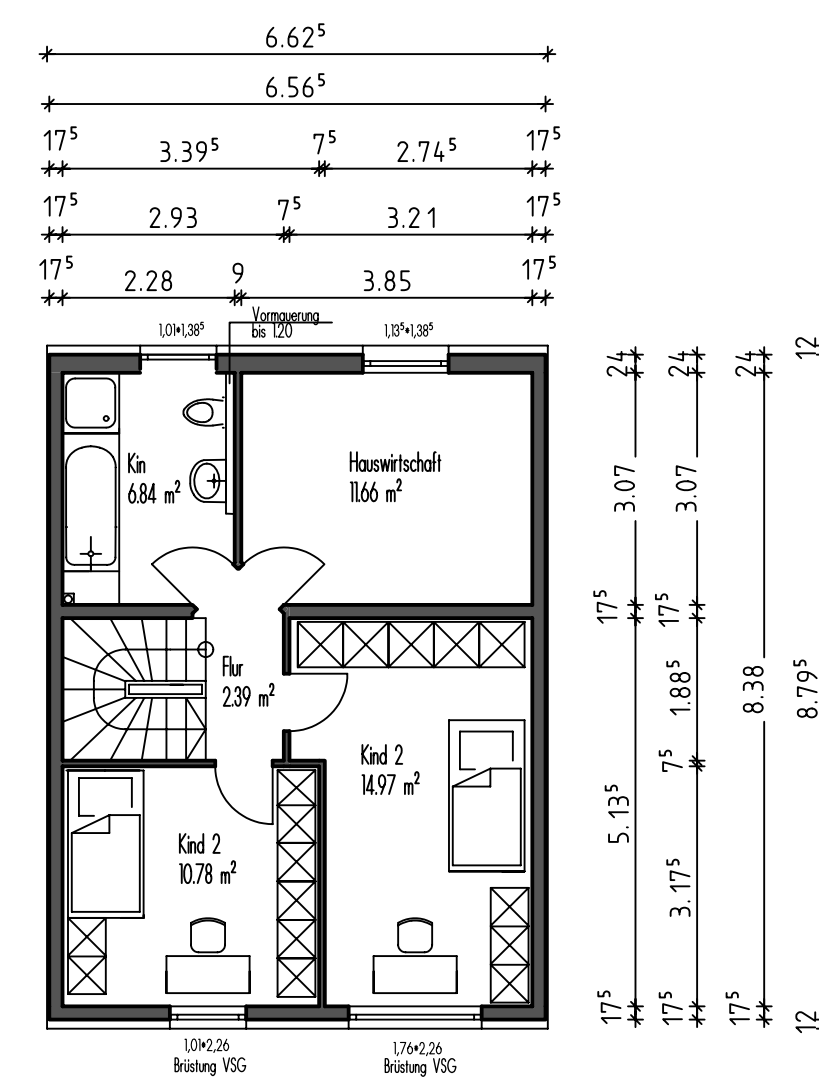 6.62⁵
6.56⁵
17⁵ 3.39⁵ 7⁵ 2.74⁵ 17⁵
17⁵ 2.93 7⁵ 3.21 17⁵
17⁵ 2.28 9 3.85 17⁵
Vormauerung
bis 1.20
1,01*1,38⁵
1,13⁵*1,38⁵
24 24 24 12
Kin
6.84 m²
Hauswirtschaft
11.66 m²
3.07 3.07
17⁵ 17⁵
Flur
2.39 m²
1.88⁵ 8.38 8.79⁵
Kind 2
14.97 m²
7⁵
5.13⁵
Kind 2
10.78 m²
3.17⁵
17⁵ 17⁵ 17⁵ 12
1,01*2,26
Brüstung VSG
1,76*2,26
Brüstung VSG